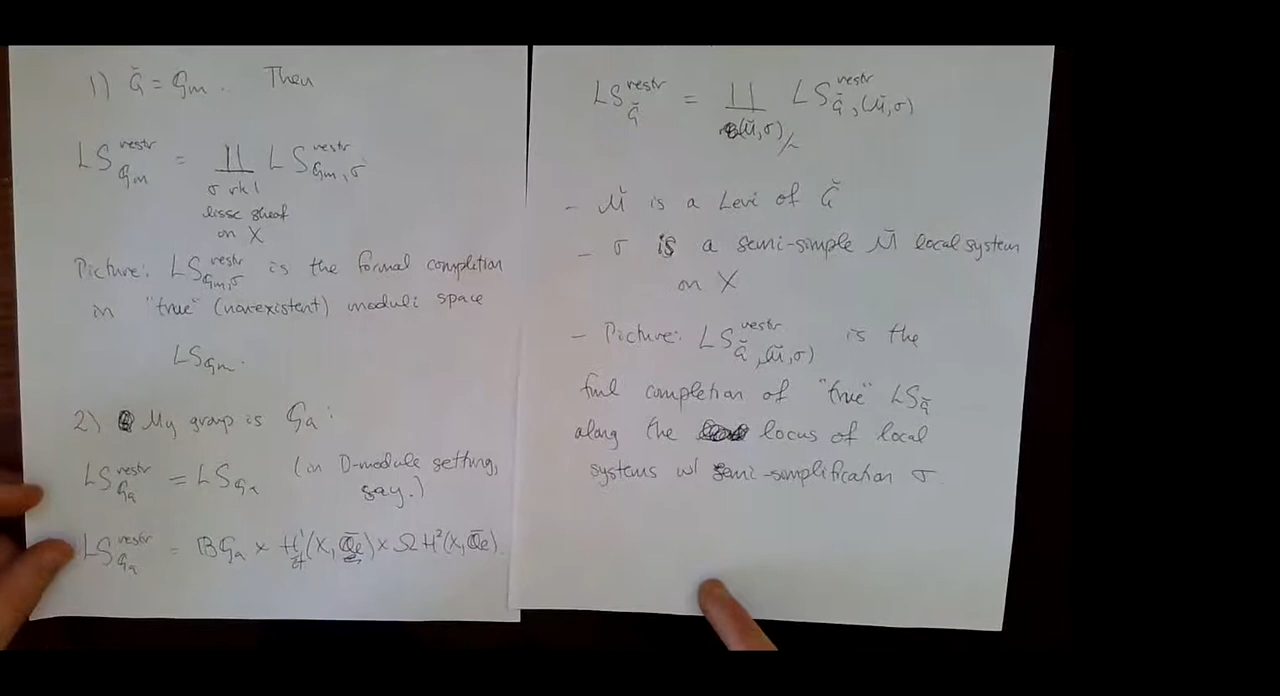 1) Ǧ = G_m. Then
LS^restr_{G_m} = ∐ LS^restr_{G_m, σ}
σ rk 1
lisse sheaf
on X
Picture: LS^restr_{G_m, σ} is the formal completion
in "true" (nonexistent) moduli space
LS_{G_m}.
2) My group is G_a:
LS^restr_{G_a} = LS_{G_a} (in D-module setting,
say.)
LS^restr_{G_a} = BG_a × H^1_{et}(X, Q̄_ℓ) × ΩH^2(X, Q̄_ℓ).
LS^restr_Ǧ = ∐ LS^restr_{Ǧ, (M̌, σ)}
(M̌, σ)/~
- M̌ is a Levi of Ǧ
- σ is a semi-simple M̌ local system
on X
- Picture: LS^restr_{Ǧ, (M̌, σ)} is the
fml completion of "true" LS_Ǧ
along the locus of local
systems w/ semi-simplification σ